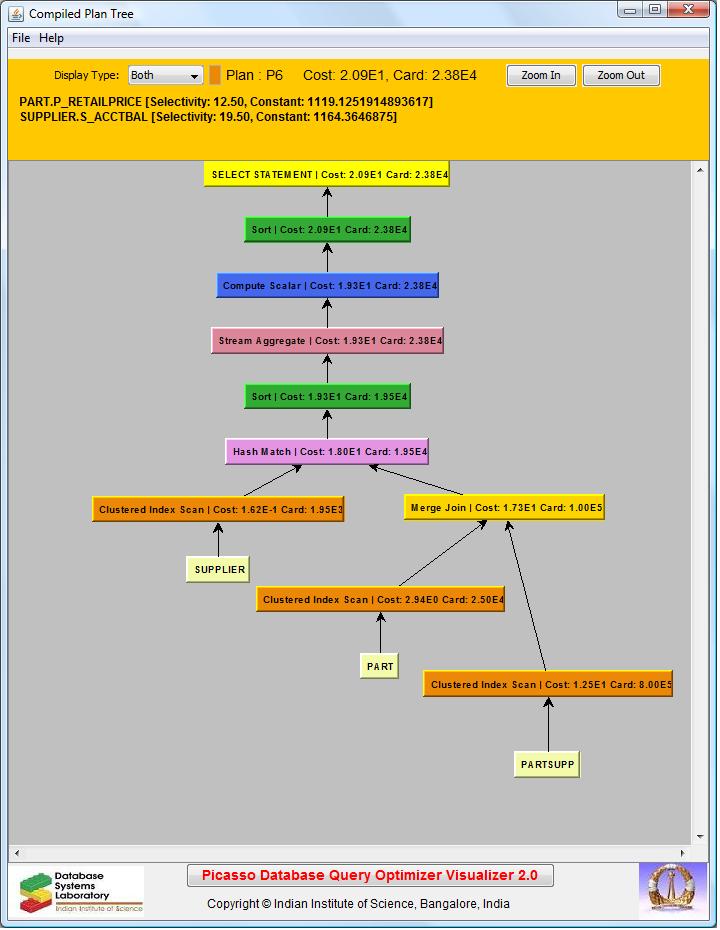 Compiled Plan Tree
File Help
Display Type: Both Plan : P6 Cost: 2.09E1, Card: 2.38E4 Zoom In Zoom Out
PART.P_RETAILPRICE [Selectivity: 12.50, Constant: 1119.1251914893617]
SUPPLIER.S_ACCTBAL [Selectivity: 19.50, Constant: 1164.3646875]
SELECT STATEMENT | Cost: 2.09E1 Card: 2.38E4
Sort | Cost: 2.09E1 Card: 2.38E4
Compute Scalar | Cost: 1.93E1 Card: 2.38E4
Stream Aggregate | Cost: 1.93E1 Card: 2.38E4
Sort | Cost: 1.93E1 Card: 1.95E4
Hash Match | Cost: 1.80E1 Card: 1.95E4
Clustered Index Scan | Cost: 1.62E-1 Card: 1.95E3
Merge Join | Cost: 1.73E1 Card: 1.00E5
SUPPLIER
Clustered Index Scan | Cost: 2.94E0 Card: 2.50E4
PART
Clustered Index Scan | Cost: 1.25E1 Card: 8.00E5
PARTSUPP
Database
Systems
Laboratory
Indian Institute of Science
Picasso Database Query Optimizer Visualizer 2.0
Copyright © Indian Institute of Science, Bangalore, India